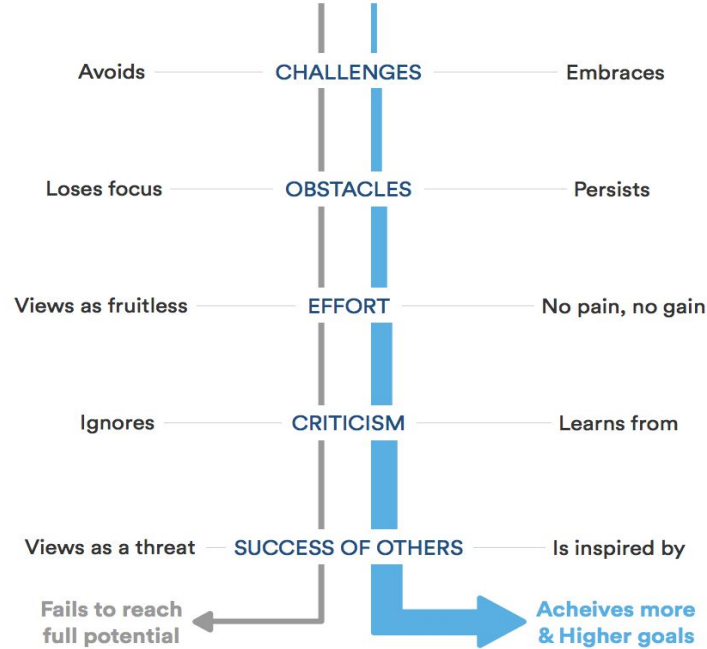 Avoids CHALLENGES Embraces
Loses focus OBSTACLES Persists
Views as fruitless EFFORT No pain, no gain
Ignores CRITICISM Learns from
Views as a threat SUCCESS OF OTHERS Is inspired by
Fails to reach
full potential
Acheives more
& Higher goals